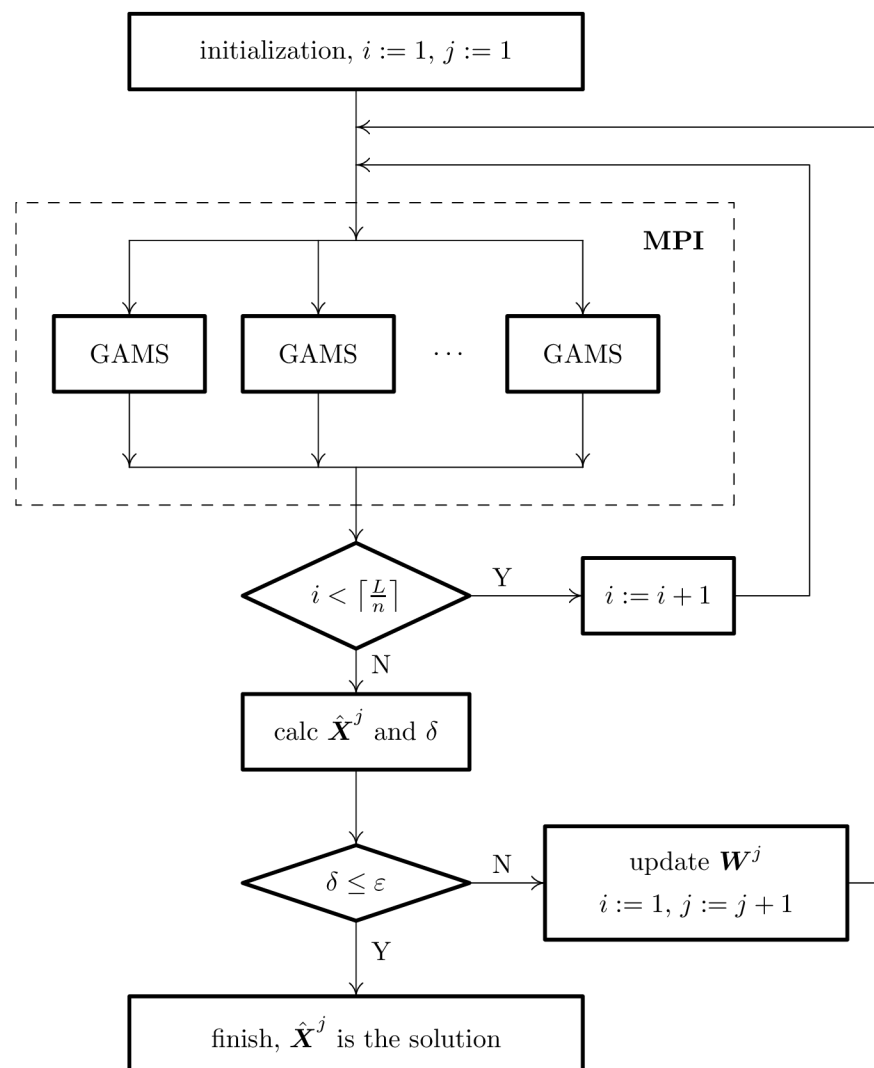 initialization, i := 1, j := 1
MPI
GAMS
GAMS
···
GAMS
i < ⌈L/n⌉
Y
i := i + 1
N
calc X̂^j and δ
δ ≤ ε
N
update W^j
i := 1, j := j + 1
Y
finish, X̂^j is the solution